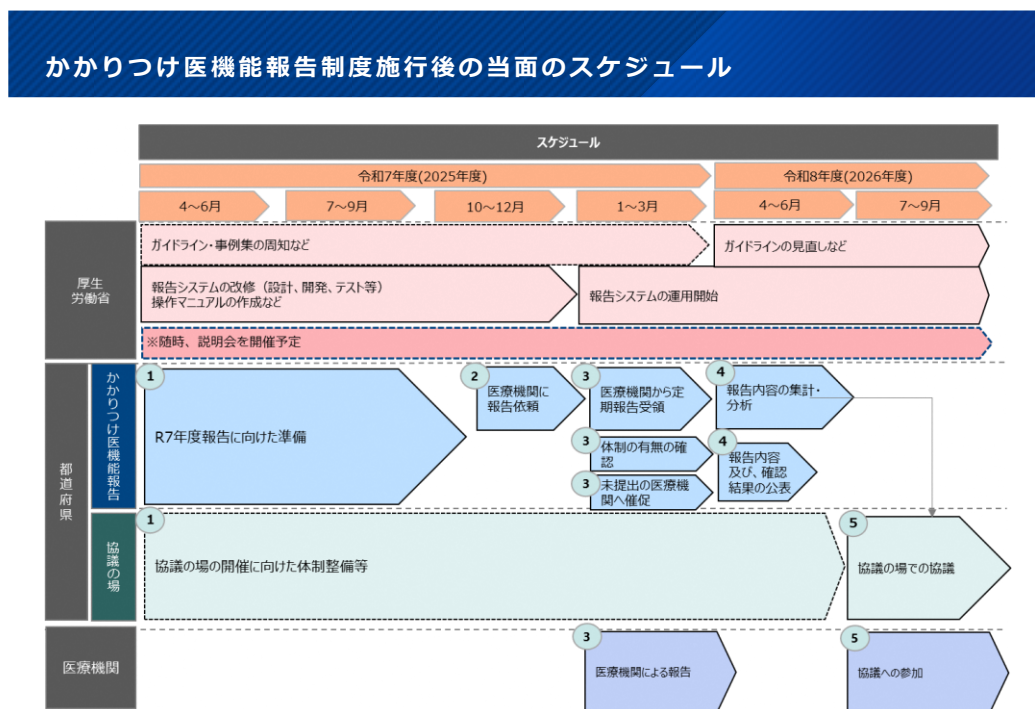 かかりつけ医機能報告制度施行後の当面のスケジュール
スケジュール
令和7年度(2025年度)
令和8年度(2026年度)
4～6月
7～9月
10～12月
1～3月
4～6月
7～9月
厚生
労働省
ガイドライン・事例集の周知など
ガイドラインの見直しなど
報告システムの改修（設計、開発、テスト等）
操作マニュアルの作成など
報告システムの運用開始
※随時、説明会を開催予定
都道府県
かかりつけ医機能報告
1
R7年度報告に向けた準備
2
医療機関に
報告依頼
3
医療機関から定
期報告受領
3
体制の有無の確
認
3
未提出の医療機
関へ催促
4
報告内容の集計・
分析
4
報告内容
及び、確認
結果の公表
協議の場
1
協議の場の開催に向けた体制整備等
5
協議の場での協議
医療機関
3
医療機関による報告
5
協議への参加